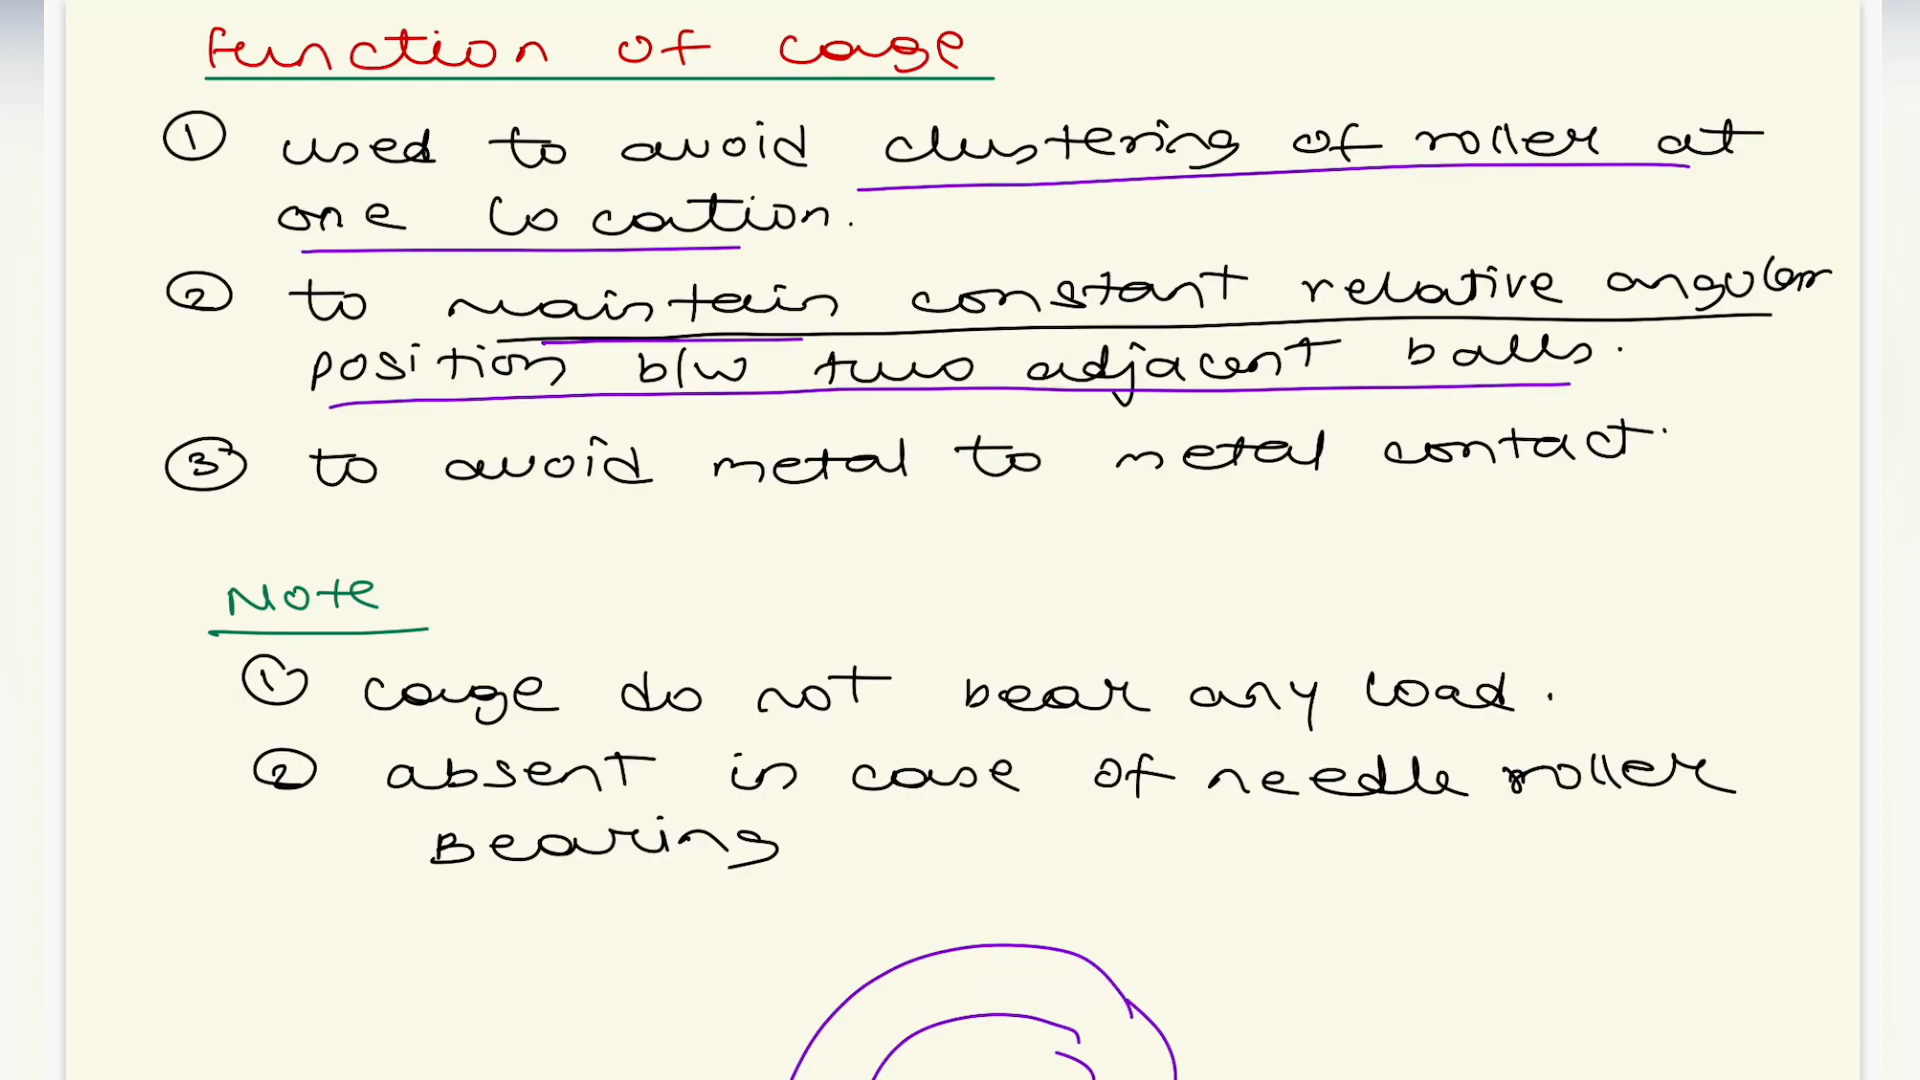 Function of cage
① used to avoid clustering of roller at
one location.
② to maintain constant relative angular
position b/w two adjacent balls.
③ to avoid metal to metal contact.
Note
① cage do not bear any load.
② absent in case of needle roller
Bearing